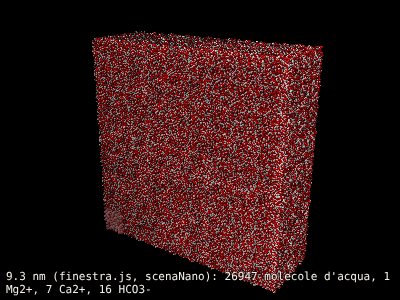 9.3 nm (finestra.js, scenaNano): 26947 molecole d'acqua, 1
Mg2+, 7 Ca2+, 16 HCO3-